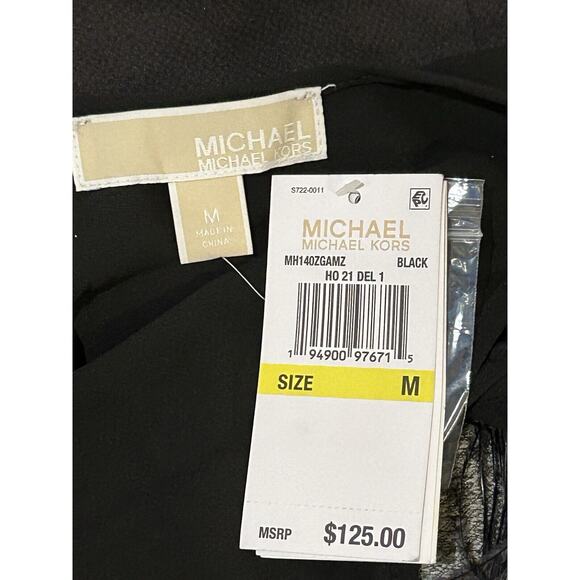 MICHAEL
MICHAEL KORS
M
MADE IN
CHINA
S722-0011
MICHAEL
MICHAEL KORS
MH140ZGAMZ BLACK
HO 21 DEL 1
1 94900 97671 5
SIZE M
MSRP $125.00